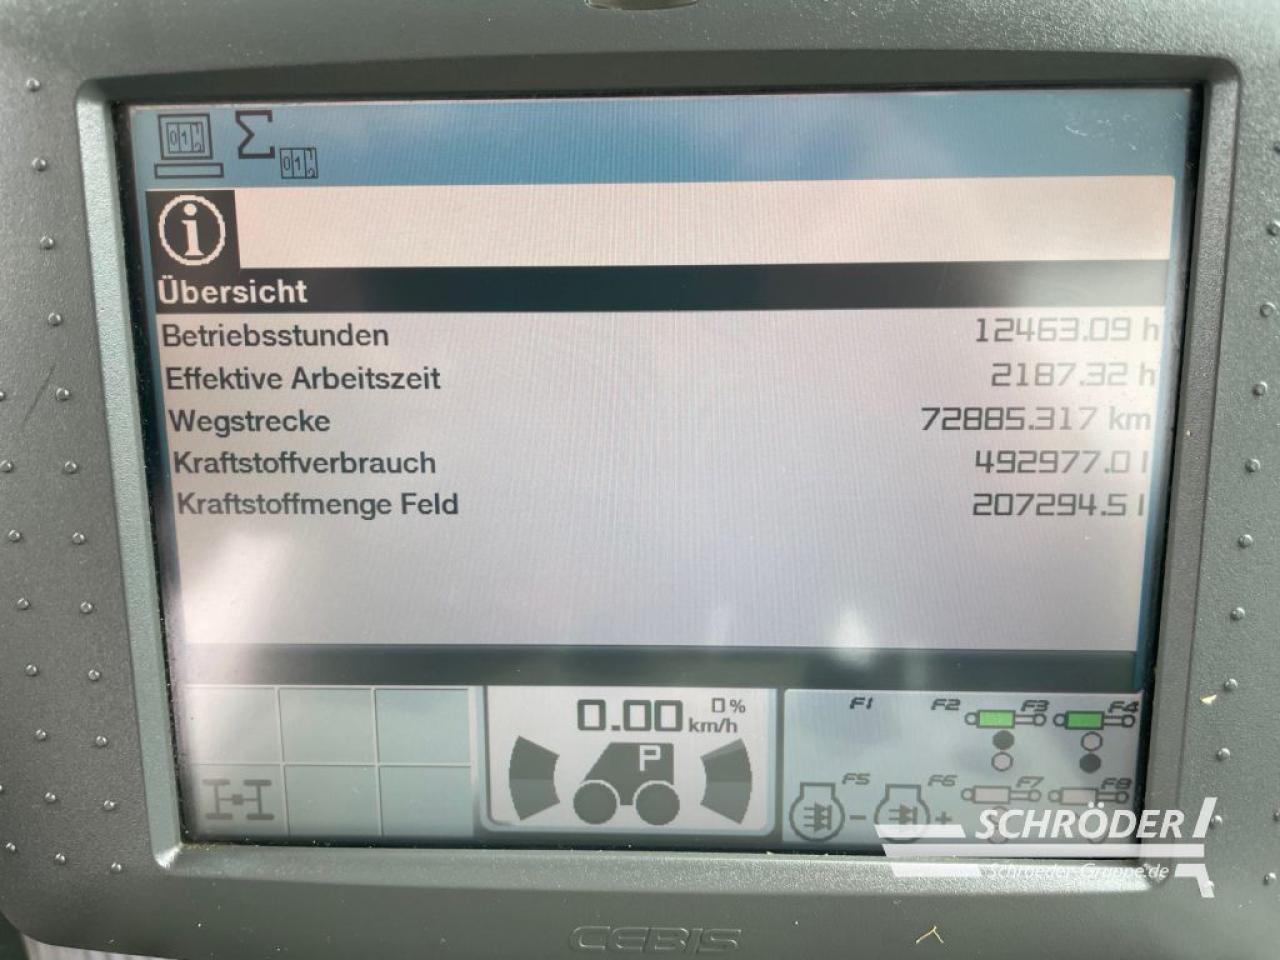 Übersicht
Betriebsstunden 12463.09 h
Effektive Arbeitszeit 2187.32 h
Wegstrecke 72885.317 km
Kraftstoffverbrauch 492977.0 l
Kraftstoffmenge Feld 207294.5 l
0.00 km/h 0%
P
F1 F2 F3 F4
F5 F6 F7 F8
SCHRÖDER
Schroeder-Gruppe.de
CEBIS